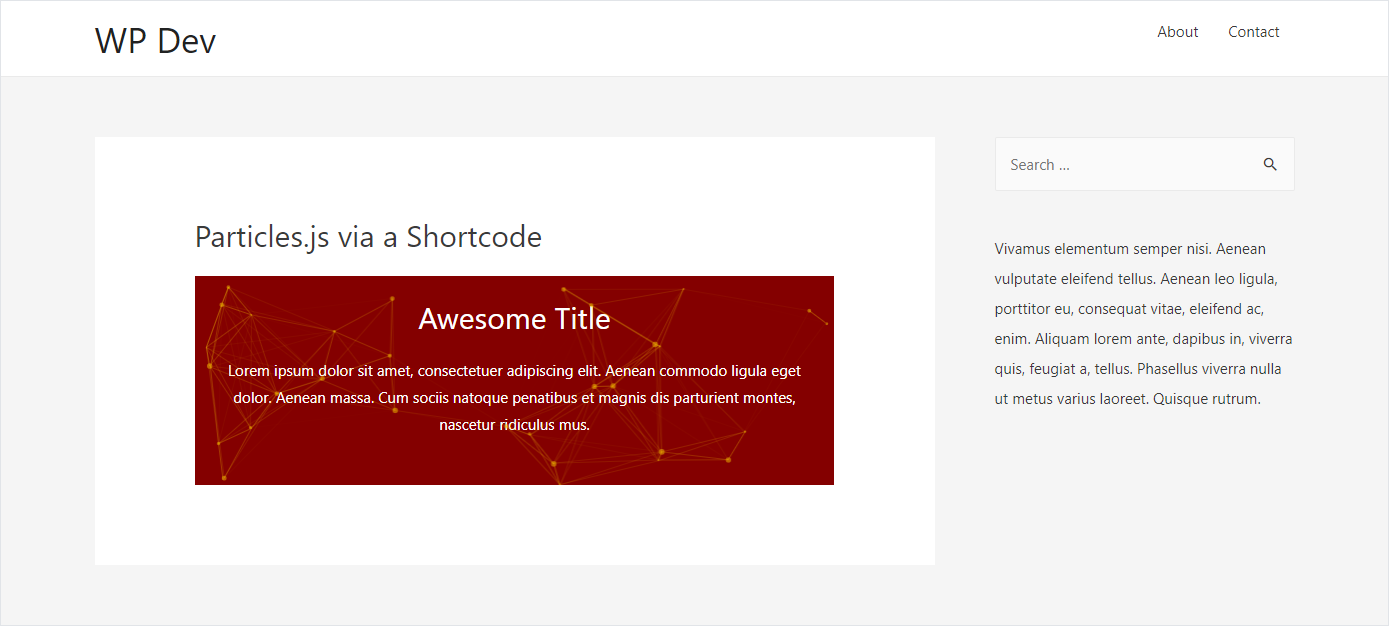 WP Dev
About
Contact
Particles.js via a Shortcode
Awesome Title
Lorem ipsum dolor sit amet, consectetuer adipiscing elit. Aenean commodo ligula eget
dolor. Aenean massa. Cum sociis natoque penatibus et magnis dis parturient montes,
nascetur ridiculus mus.
Search ...
Vivamus elementum semper nisi. Aenean
vulputate eleifend tellus. Aenean leo ligula,
porttitor eu, consequat vitae, eleifend ac,
enim. Aliquam lorem ante, dapibus in, viverra
quis, feugiat a, tellus. Phasellus viverra nulla
ut metus varius laoreet. Quisque rutrum.